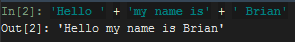 In[2]: 'Hello ' + 'my name is' + ' Brian'
Out[2]: 'Hello my name is Brian'